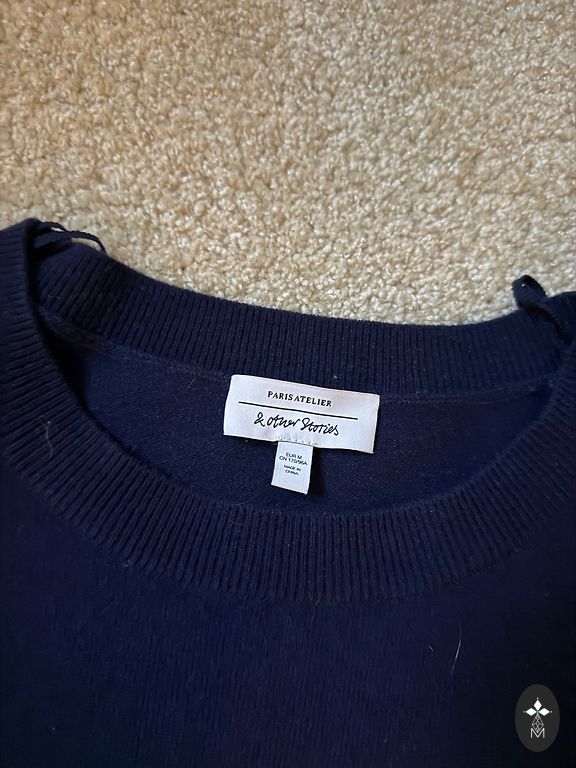 PARIS ATELIER
& other Stories
EUR M
CN 170/96A
MADE IN
CHINA
M